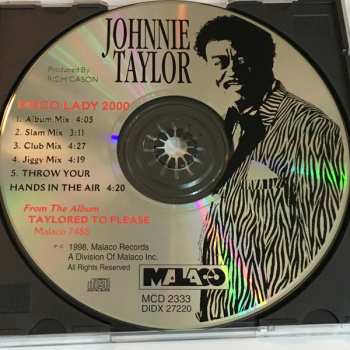 JOHNNIE
TAYLOR
Produced By
RICH CASON
DISCO LADY 2000
1. Album Mix 4:05
2. Slam Mix 3:11
3. Club Mix 4:27
4. Jiggy Mix 4:19
5. THROW YOUR
HANDS IN THE AIR 4:20
From The Album
TAYLORED TO PLEASE
Malaco 7488
1998, Malaco Records
A Division Of Malaco Inc.
All Rights Reserved
MALACO
MCD 2333
DIDX 27220